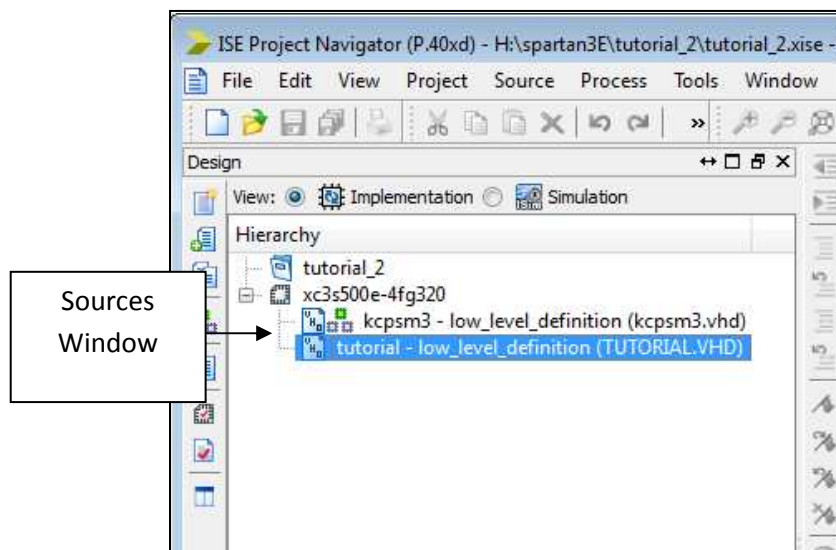 ISE Project Navigator (P.40xd) - H:\spartan3E\tutorial_2\tutorial_2.xise -
File Edit View Project Source Process Tools Window
»
Design
View: Implementation Simulation
Hierarchy
tutorial_2
xc3s500e-4fg320
kcpsm3 - low_level_definition (kcpsm3.vhd)
tutorial - low_level_definition (TUTORIAL.VHD)
Sources
Window